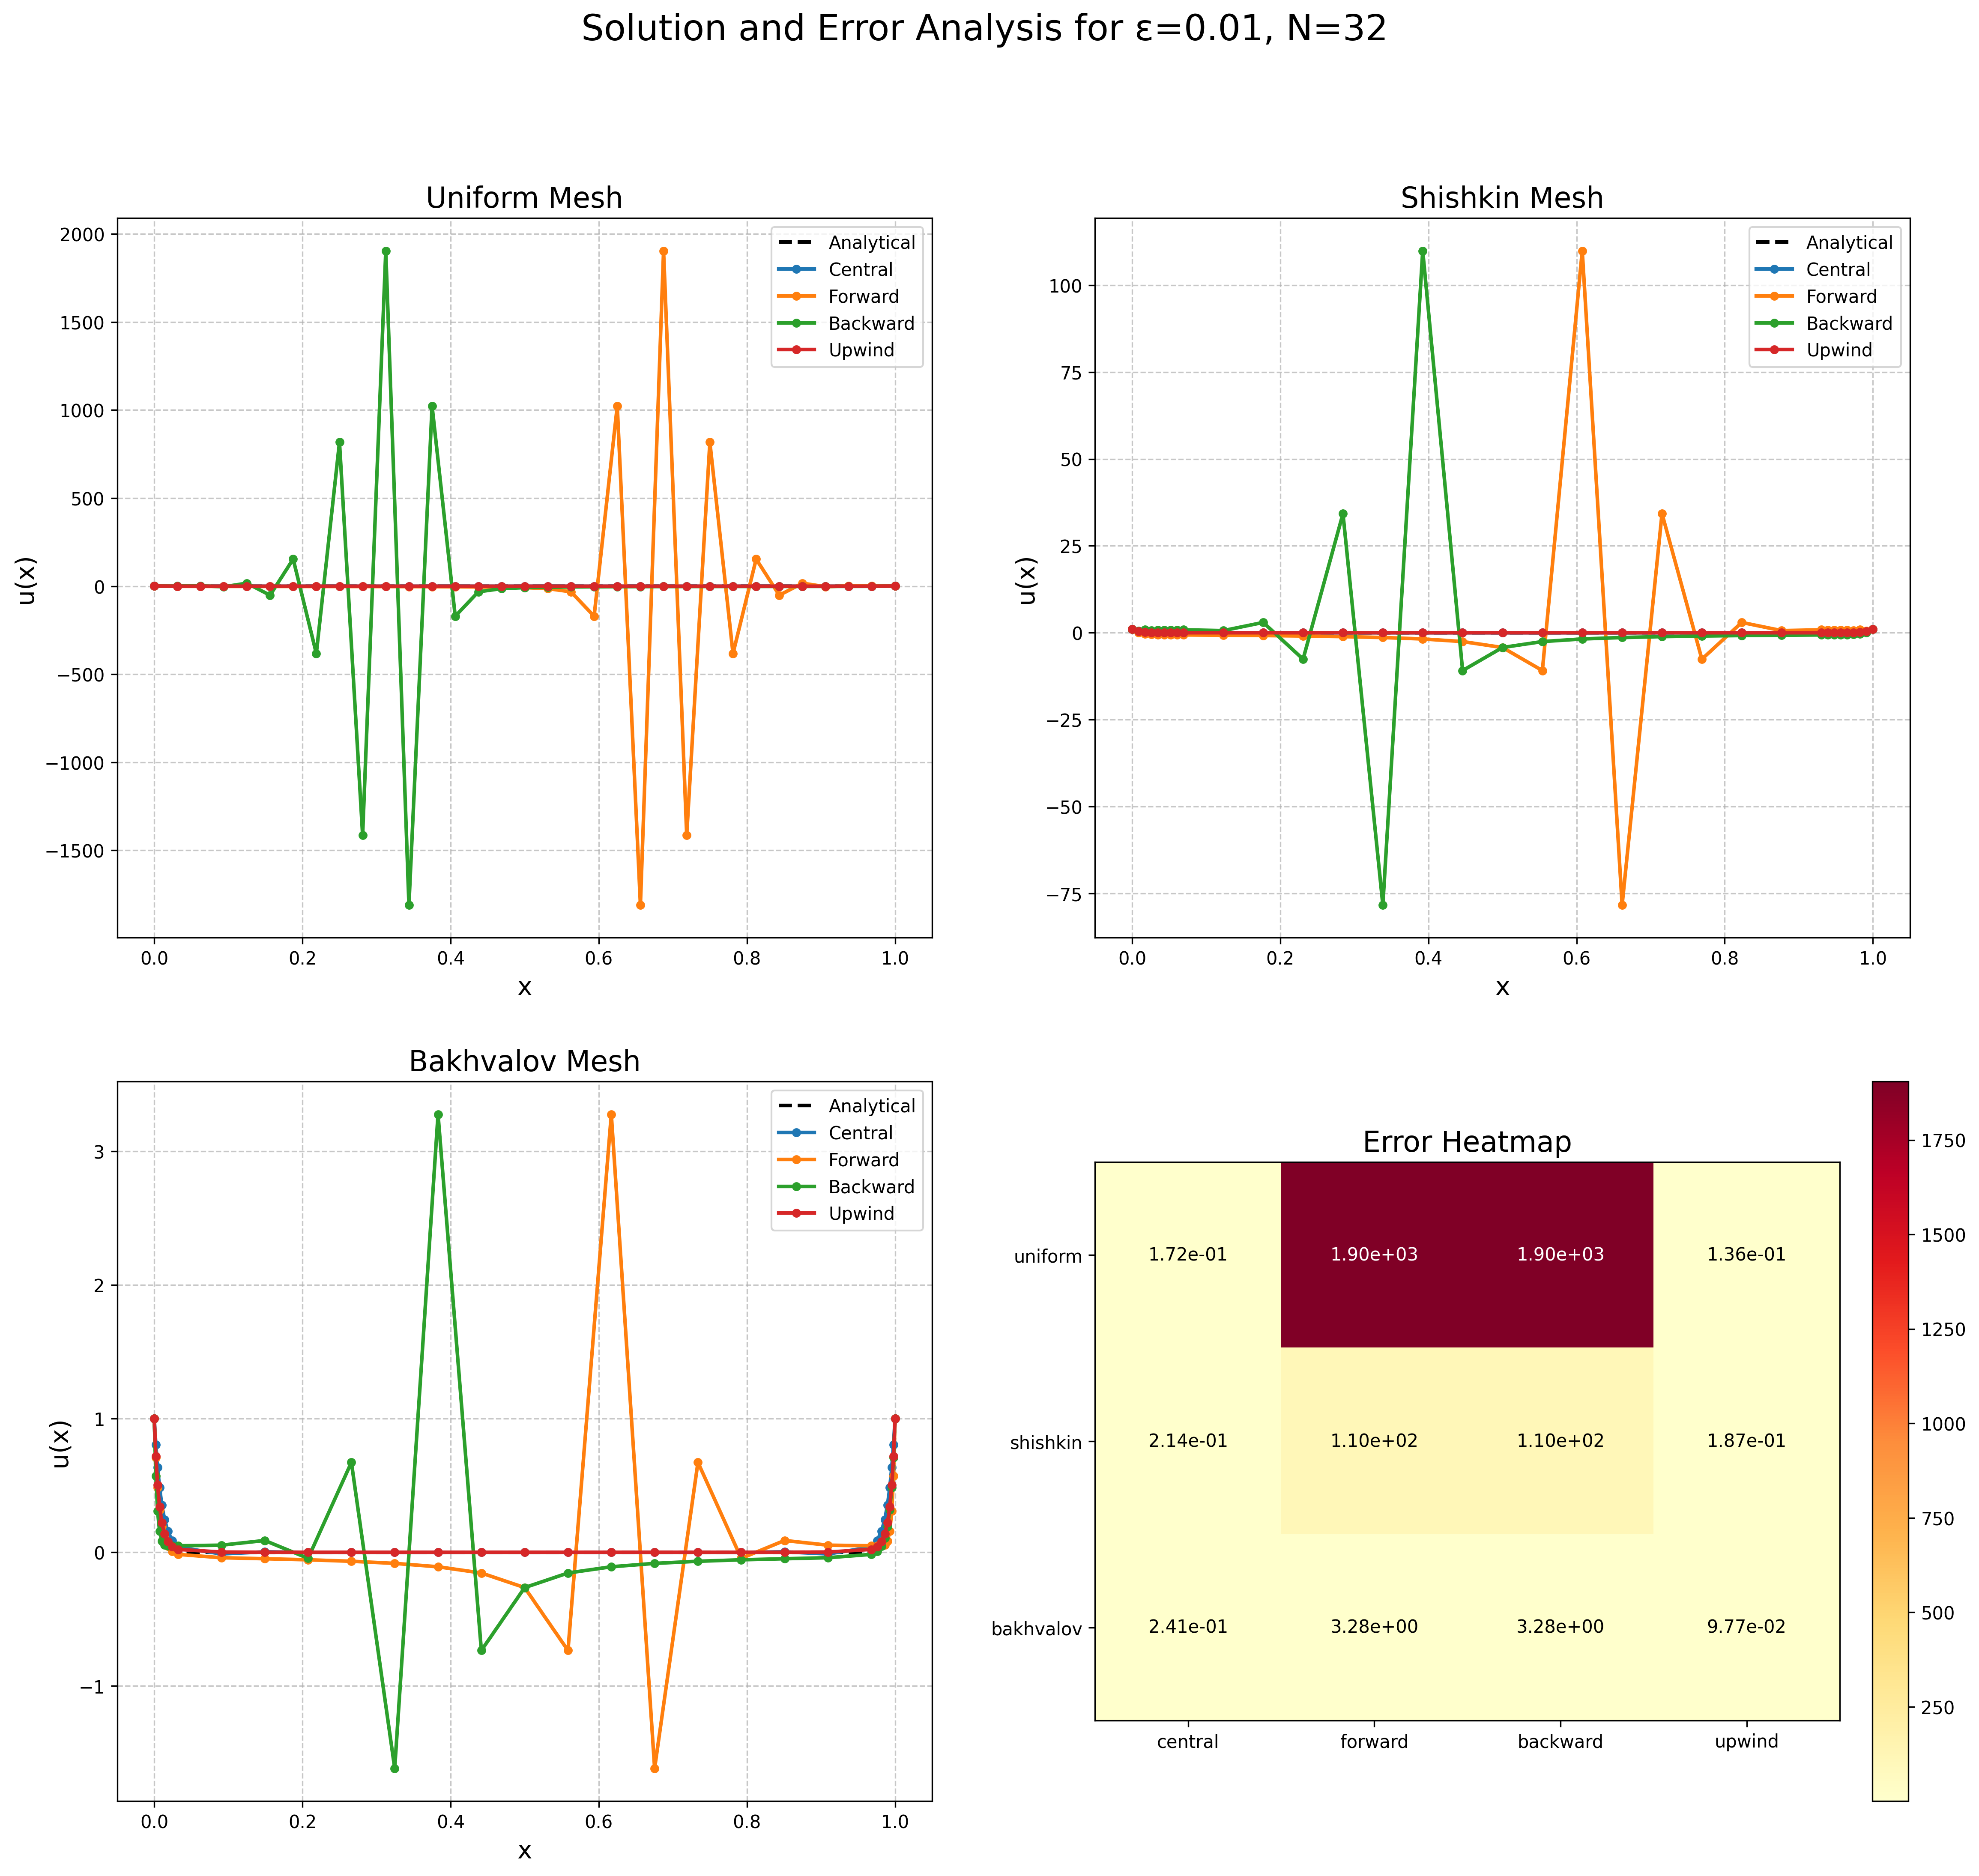 Solution and Error Analysis for ε=0.01, N=32
Uniform Mesh
2000
1500
1000
500
0
−500
−1000
−1500
u(x)
0.0 0.2 0.4 0.6 0.8 1.0
x
Analytical
Central
Forward
Backward
Upwind
Shishkin Mesh
100
75
50
25
0
−25
−50
−75
u(x)
0.0 0.2 0.4 0.6 0.8 1.0
x
Analytical
Central
Forward
Backward
Upwind
Bakhvalov Mesh
3
2
1
0
−1
u(x)
0.0 0.2 0.4 0.6 0.8 1.0
x
Analytical
Central
Forward
Backward
Upwind
Error Heatmap
uniform 1.72e-01 1.90e+03 1.90e+03 1.36e-01
shishkin 2.14e-01 1.10e+02 1.10e+02 1.87e-01
bakhvalov 2.41e-01 3.28e+00 3.28e+00 9.77e-02
central forward backward upwind
1750
1500
1250
1000
750
500
250